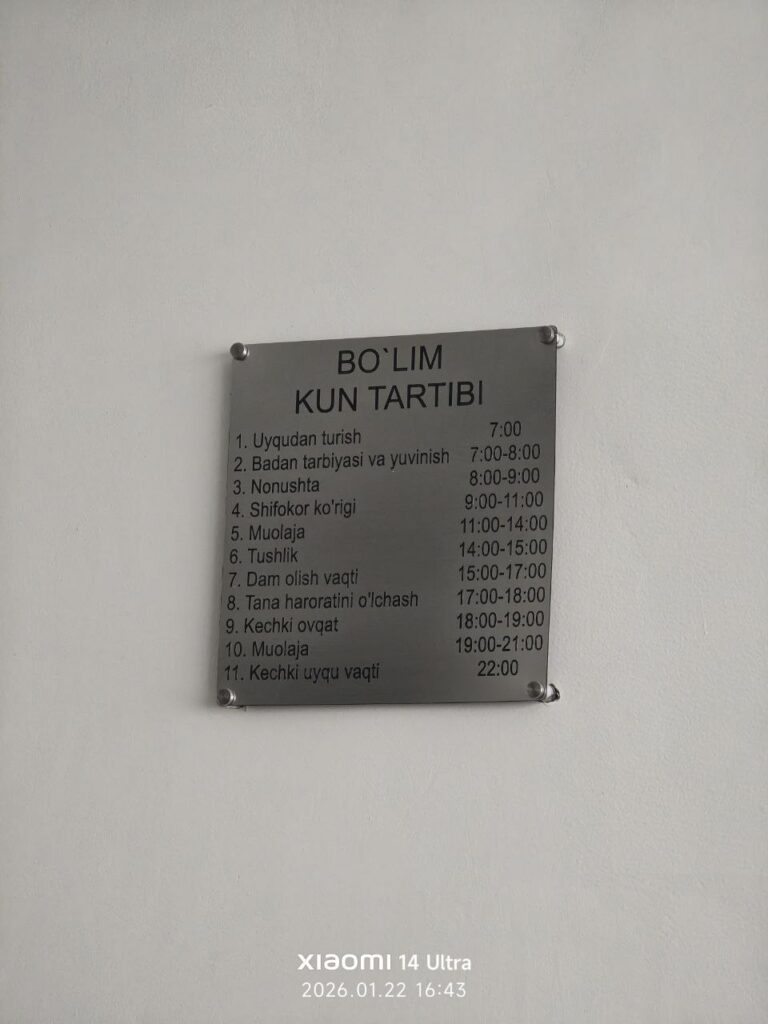 BO`LIM
KUN TARTIBI
1. Uyqudan turish 7:00
2. Badan tarbiyasi va yuvinish 7:00-8:00
3. Nonushta 8:00-9:00
4. Shifokor ko'rigi 9:00-11:00
5. Muolaja 11:00-14:00
6. Tushlik 14:00-15:00
7. Dam olish vaqti 15:00-17:00
8. Tana haroratini o'lchash 17:00-18:00
9. Kechki ovqat 18:00-19:00
10. Muolaja 19:00-21:00
11. Kechki uyqu vaqti 22:00
xiaomi 14 Ultra
2026.01.22 16:43